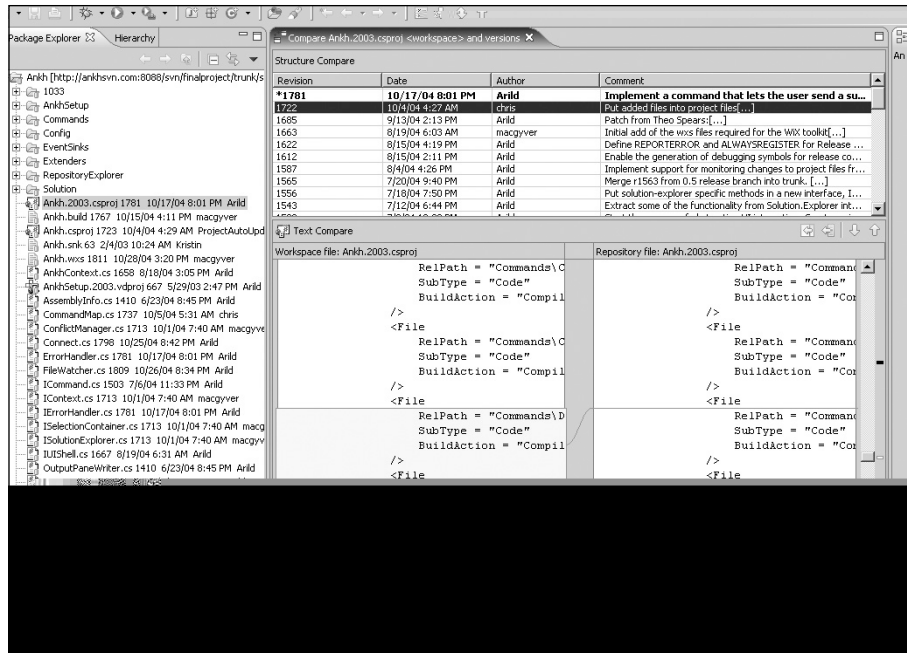 Package Explorer Hierarchy
Ankh [http://ankhsvn.com:8088/svn/finalproject/trunk/s
1033
AnkhSetup
Commands
Config
EventSinks
Extenders
RepositoryExplorer
Solution
Ankh.2003.csproj 1781 10/17/04 8:01 PM Arild
Ankh.build 1767 10/15/04 4:11 PM macgyver
Ankh.csproj 1723 10/4/04 4:29 AM ProjectAutoUpd
Ankh.snk 63 2/4/03 10:24 AM Kristin
Ankh.wxs 1811 10/28/04 3:20 PM macgyver
AnkhContext.cs 1658 8/18/04 3:05 PM Arild
AnkhSetup.2003.vdproj 667 5/29/03 2:47 PM Arild
AssemblyInfo.cs 1410 6/23/04 8:45 PM Arild
CommandMap.cs 1737 10/5/04 5:31 AM chris
ConflictManager.cs 1713 10/1/04 7:40 AM macgyve
Connect.cs 1798 10/25/04 8:42 PM Arild
ErrorHandler.cs 1781 10/17/04 8:01 PM Arild
FileWatcher.cs 1809 10/26/04 8:34 PM Arild
ICommand.cs 1503 7/6/04 11:33 PM Arild
IContext.cs 1713 10/1/04 7:40 AM macgyver
IErrorHandler.cs 1781 10/17/04 8:01 PM Arild
ISelectionContainer.cs 1713 10/1/04 7:40 AM macg
ISolutionExplorer.cs 1713 10/1/04 7:40 AM macgyv
IUIShell.cs 1667 8/19/04 6:31 AM Arild
OutputPaneWriter.cs 1410 6/23/04 8:45 PM Arild
Compare Ankh.2003.csproj <workspace> and versions
Structure Compare
Revision Date Author Comment
*1781 10/17/04 8:01 PM Arild Implement a command that lets the user send a su...
1722 10/4/04 4:27 AM chris Put added files into project files[...]
1685 9/13/04 2:13 PM Arild Patch from Theo Spears:[...]
1663 8/19/04 6:03 AM macgyver Initial add of the wxs files required for the WiX toolkit[...]
1622 8/15/04 4:19 PM Arild Define REPORTERROR and ALWAYSREGISTER for Release ...
1612 8/15/04 2:11 PM Arild Enable the generation of debugging symbols for release co...
1587 8/4/04 4:26 PM Arild Implement support for monitoring changes to project files fr...
1565 7/20/04 9:40 PM Arild Merge r1563 from 0.5 release branch into trunk. [...]
1556 7/18/04 7:50 PM Arild Put solution-explorer specific methods in a new interface, I...
1543 7/12/04 6:44 PM Arild Extract some of the functionality from Solution.Explorer int...
Text Compare
Workspace file: Ankh.2003.csproj
RelPath = "Commands\C
SubType = "Code"
BuildAction = "Compil
/>
<File
RelPath = "Commands\C
SubType = "Code"
BuildAction = "Compil
/>
<File
RelPath = "Commands\D
SubType = "Code"
BuildAction = "Compil
/>
<File
Repository file: Ankh.2003.csproj
RelPath = "Command
SubType = "Code"
BuildAction = "Com
/>
<File
RelPath = "Command
SubType = "Code"
BuildAction = "Com
/>
<File
RelPath = "Command
SubType = "Code"
BuildAction = "Com
/>
<File
An